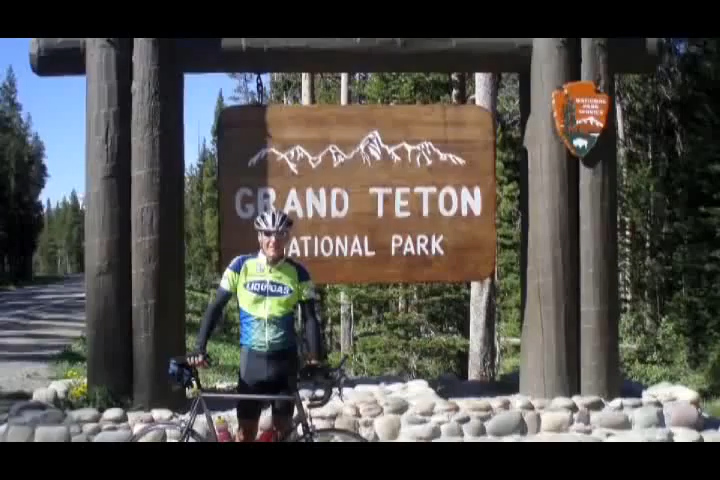 NATIONAL
PARK
SERVICE
GRAND TETON
NATIONAL PARK
LIQUIGAS